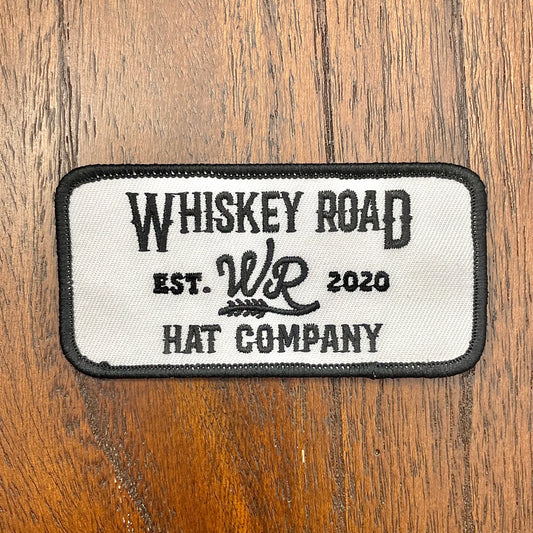 WHISKEY ROAD
EST. WR 2020
HAT COMPANY